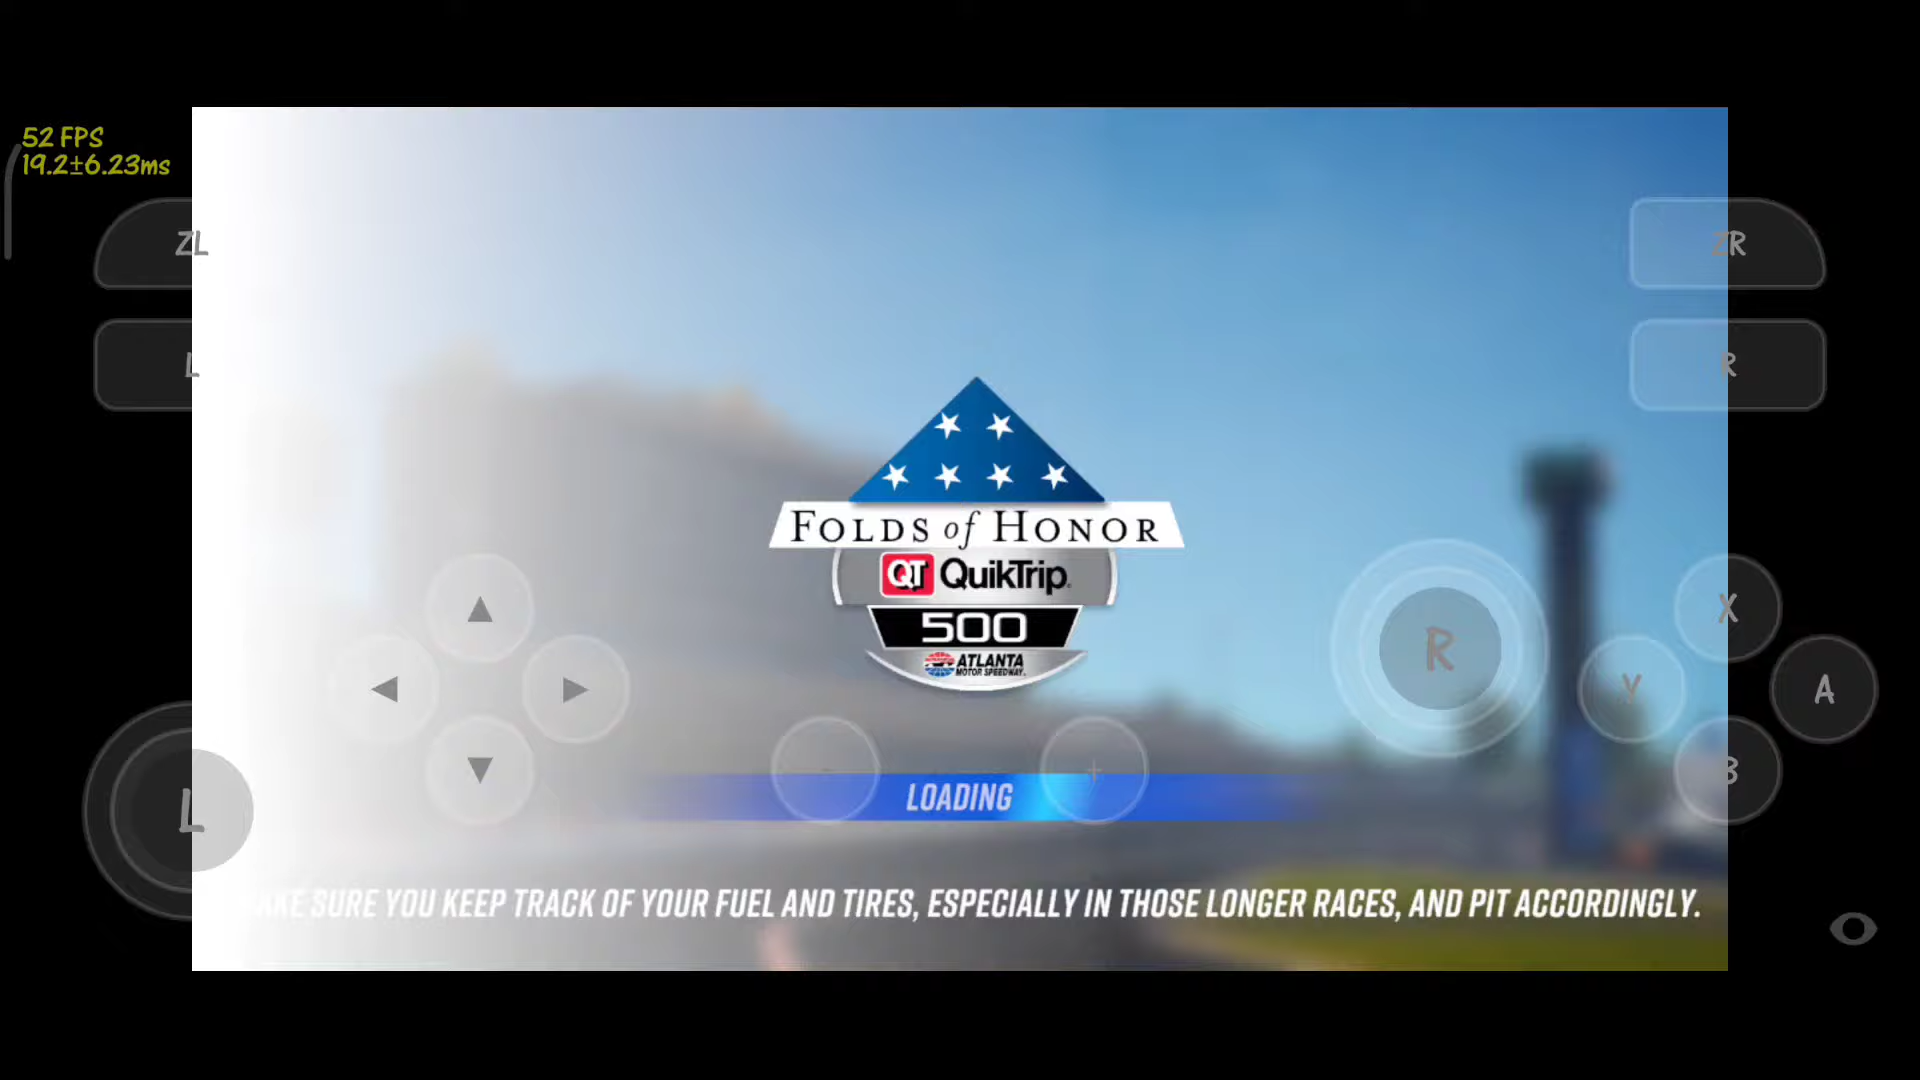 52 FPS
19.2±6.23ms
ZL
ZR
L
R
FOLDS of HONOR
QT QuikTrip
500
ATLANTA
MOTOR SPEEDWAY
R
X
Y
A
L
B
LOADING
SURE YOU KEEP TRACK OF YOUR FUEL AND TIRES, ESPECIALLY IN THOSE LONGER RACES, AND PIT ACCORDINGLY.